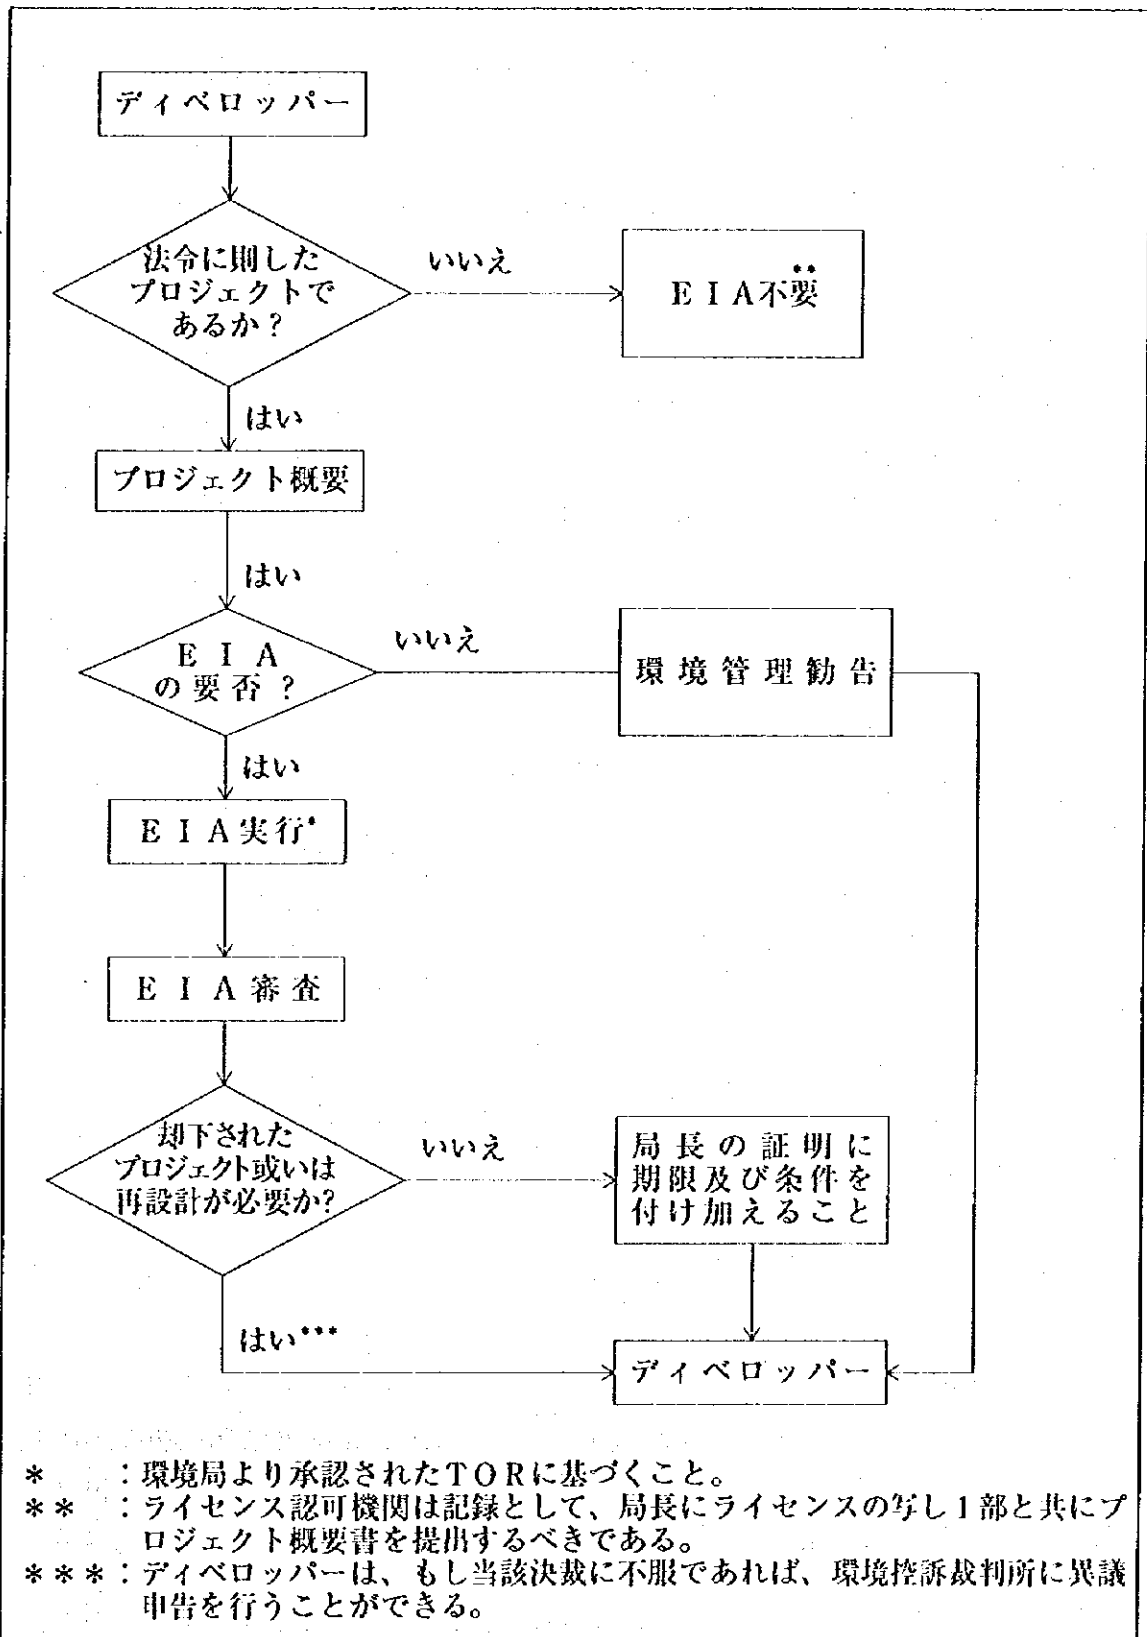 ディベロッパー
法令に則した
プロジェクトで
あるか？
いいえ
ＥＩＡ不要**
はい
プロジェクト概要
はい
ＥＩＡ
の要否？
いいえ
環境管理勧告
はい
ＥＩＡ実行*
ＥＩＡ審査
却下された
プロジェクト或いは
再設計が必要か?
いいえ
局長の証明に
期限及び条件を
付け加えること
はい***
ディベロッパー
＊　　：環境局より承認されたＴＯＲに基づくこと。
＊＊　：ライセンス認可機関は記録として、局長にライセンスの写し１部と共にプ
ロジェクト概要書を提出するべきである。
＊＊＊：ディベロッパーは、もし当該決裁に不服であれば、環境控訴裁判所に異議
申告を行うことができる。